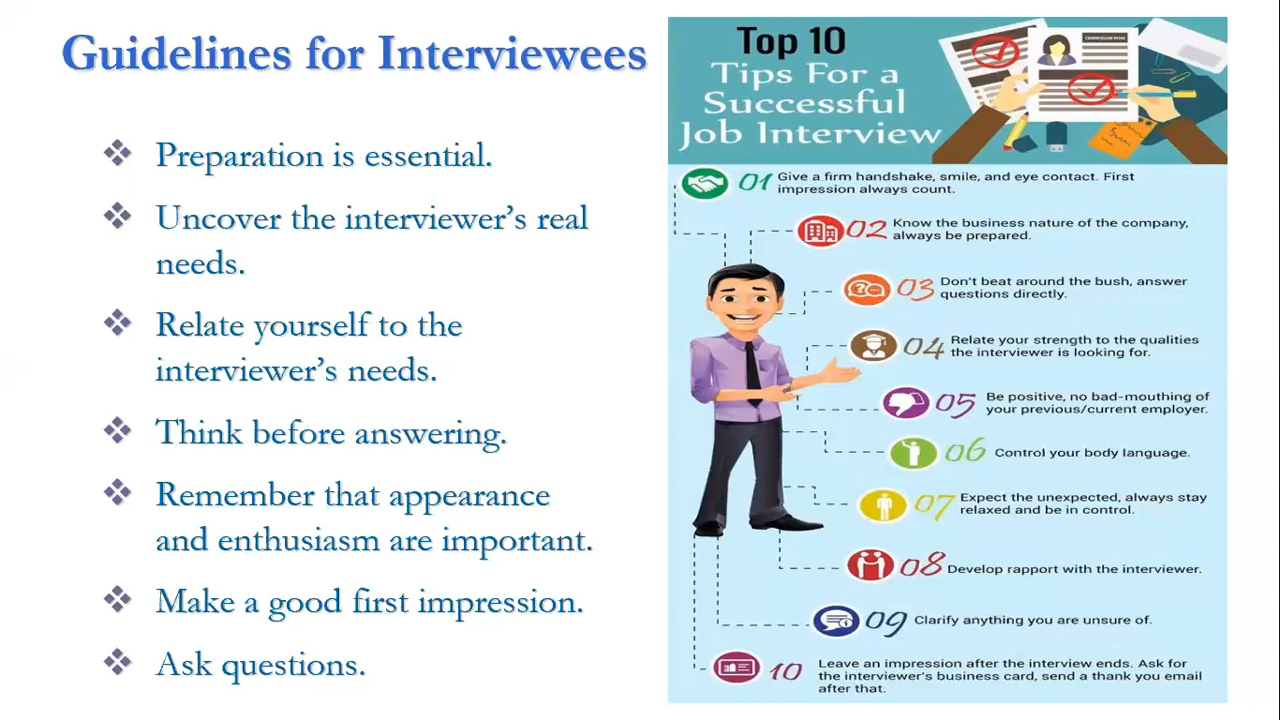 Guidelines for Interviewees
❖ Preparation is essential.
❖ Uncover the interviewer's real
needs.
❖ Relate yourself to the
interviewer's needs.
❖ Think before answering.
❖ Remember that appearance
and enthusiasm are important.
❖ Make a good first impression.
❖ Ask questions.
Top 10
Tips For a
Successful
Job Interview
CURRICULUM VITAE
01 Give a firm handshake, smile, and eye contact. First
impression always count.
02 Know the business nature of the company,
always be prepared.
03 Don't beat around the bush, answer
questions directly.
04 Relate your strength to the qualities
the interviewer is looking for.
05 Be positive, no bad-mouthing of
your previous/current employer.
06 Control your body language.
07 Expect the unexpected, always stay
relaxed and be in control.
08 Develop rapport with the interviewer.
09 Clarify anything you are unsure of.
10 Leave an impression after the interview ends. Ask for
the interviewer's business card, send a thank you email
after that.